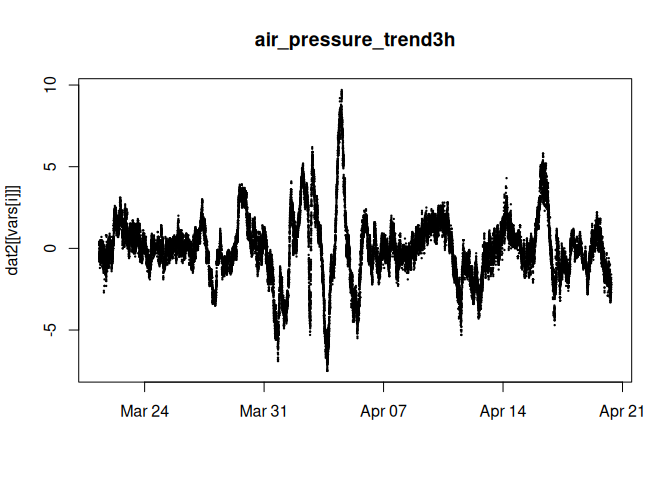 air_pressure_trend3h
dat2[[vars[i]]]
10
5
0
-5
Mar 24
Mar 31
Apr 07
Apr 14
Apr 21